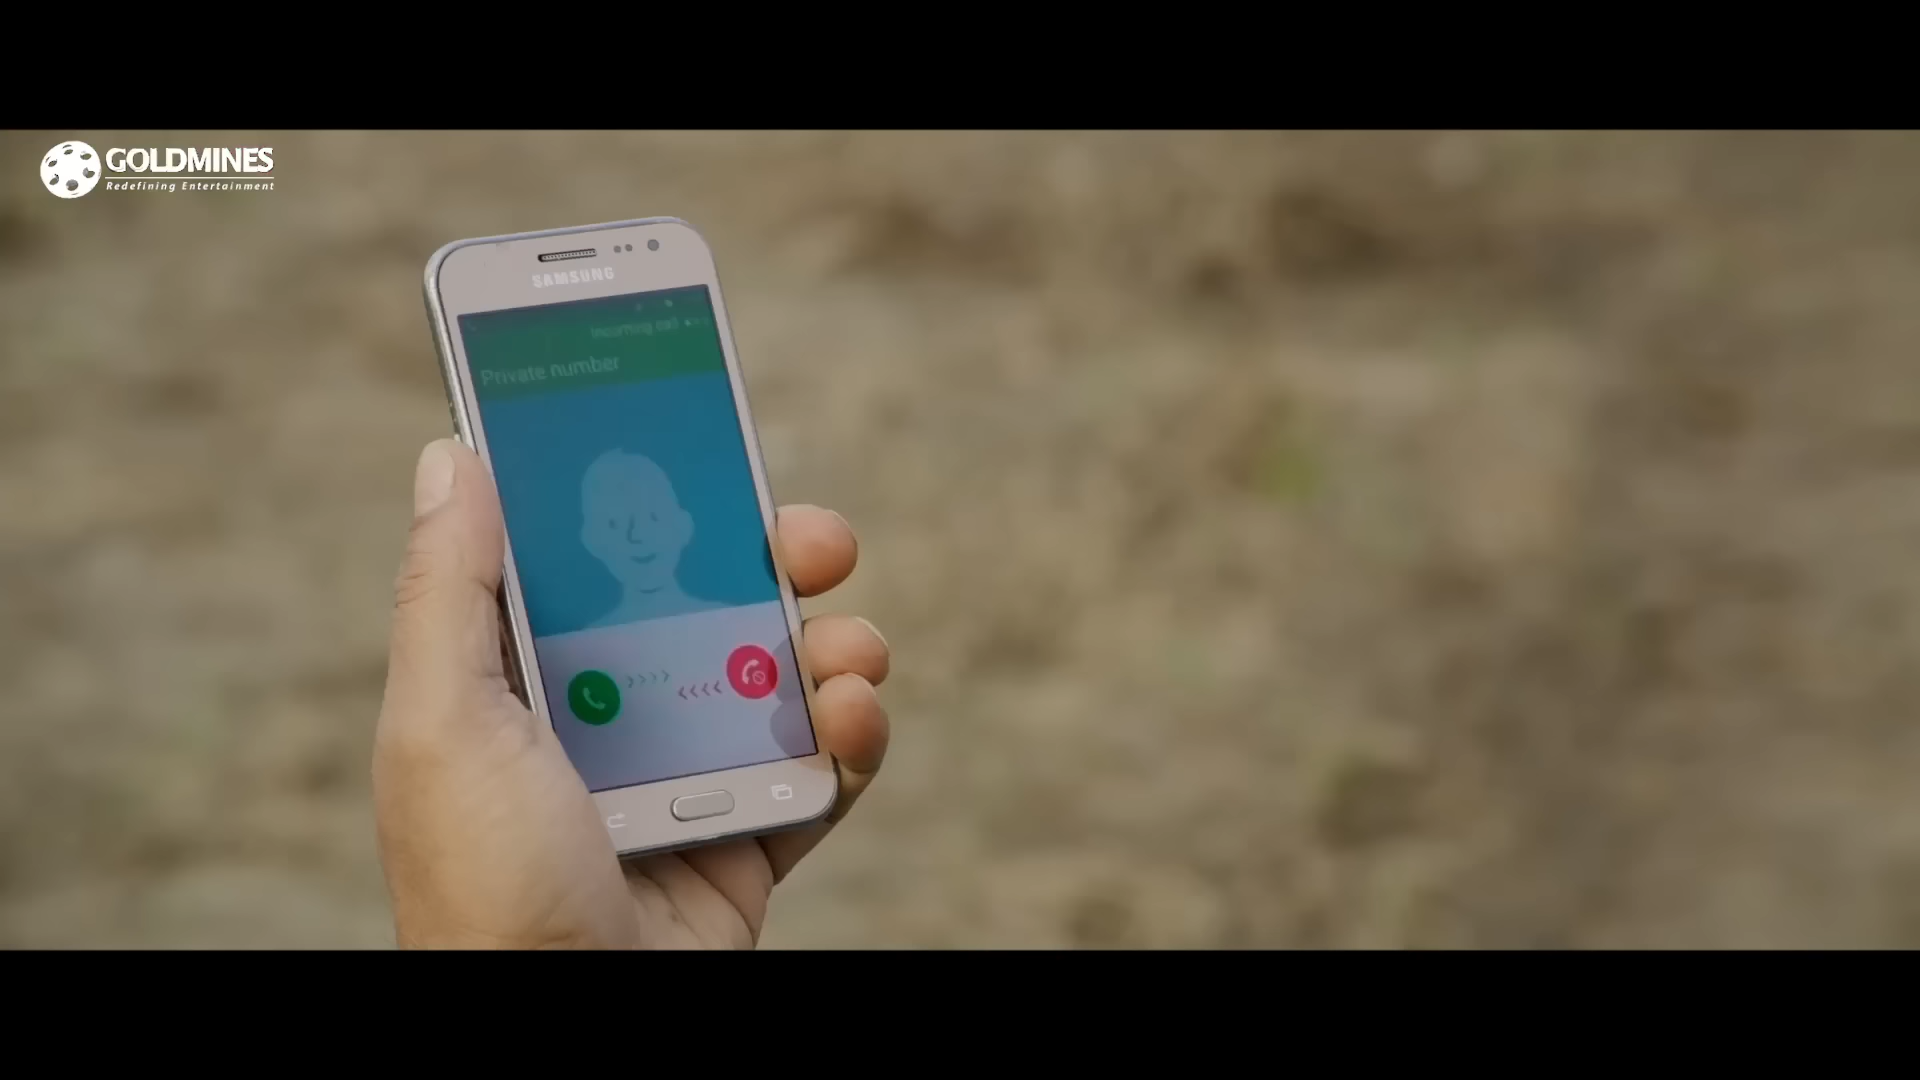 GOLDMINES
Redefining Entertainment
SAMSUNG
Incoming call
Private number